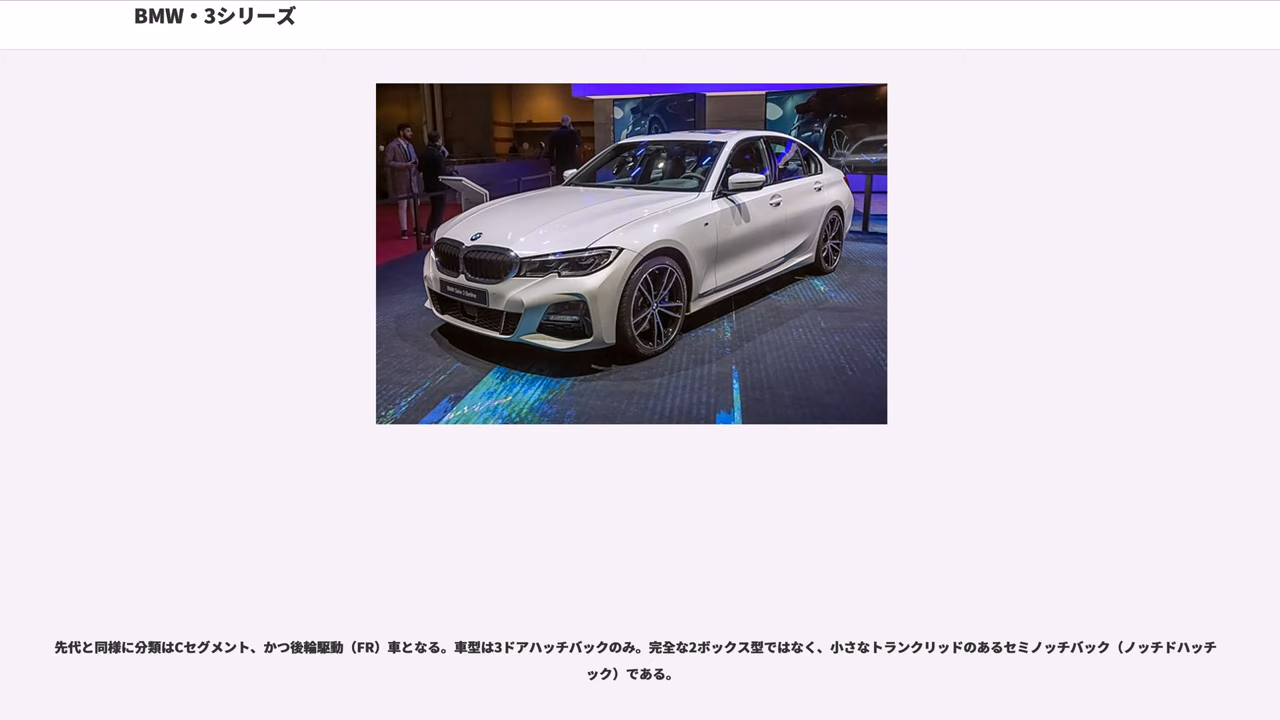 BMW・3シリーズ
BMW Série 3 Berline
先代と同様に分類はCセグメント、かつ後輪駆動（FR）車となる。車型は3ドアハッチバックのみ。完全な2ボックス型ではなく、小さなトランクリッドのあるセミノッチバック（ノッチドハッチ
ック）である。